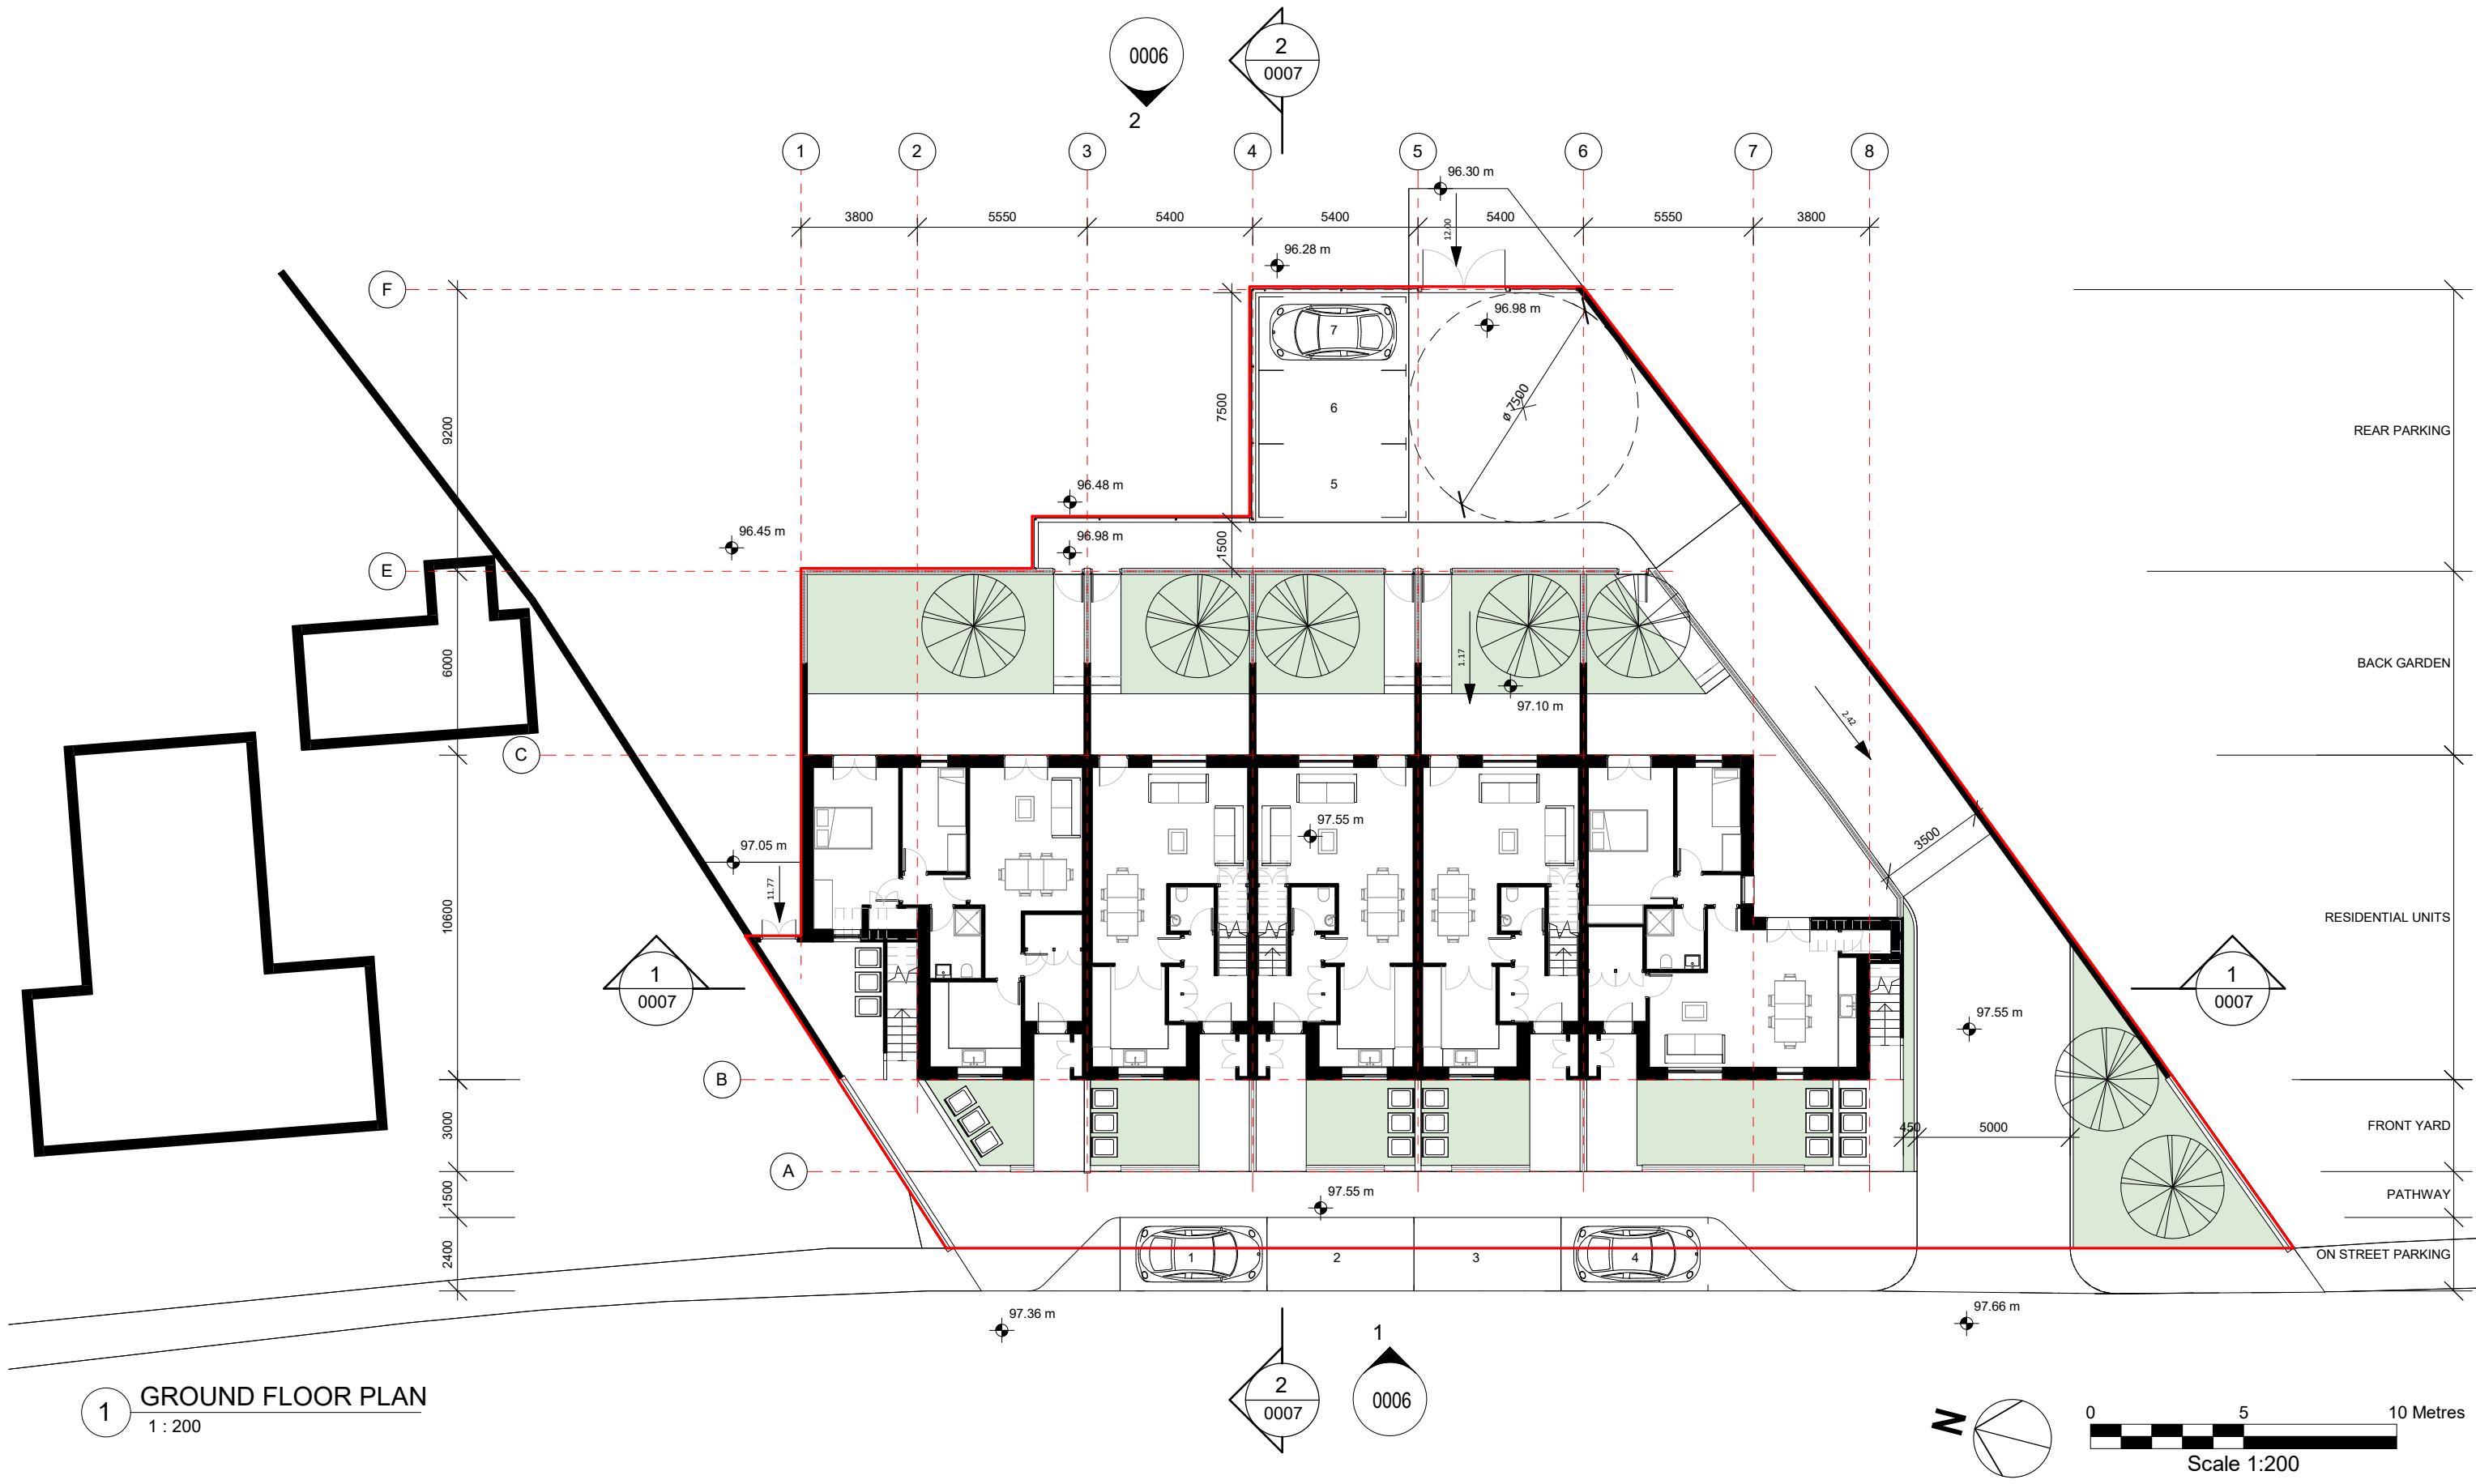 0006
2
2
0007
1
2
3
4
5
6
7
8
96.30 m
3800
5550
5400
5400
5400
5550
3800
12.00
96.28 m
F
96.98 m
7
7500
ø 7500
9200
REAR PARKING
6
5
96.48 m
96.45 m
96.98 m
1500
E
6000
1.17
BACK GARDEN
97.10 m
2.42
C
97.55 m
97.05 m
3500
11.77
10600
RESIDENTIAL UNITS
1
0007
1
0007
97.55 m
B
3000
450
5000
FRONT YARD
A
1500
97.55 m
PATHWAY
2400
1
2
3
4
ON STREET PARKING
97.36 m
97.66 m
1
2
0007
0006
1
GROUND FLOOR PLAN
1 : 200
N
0
5
10 Metres
Scale 1:200